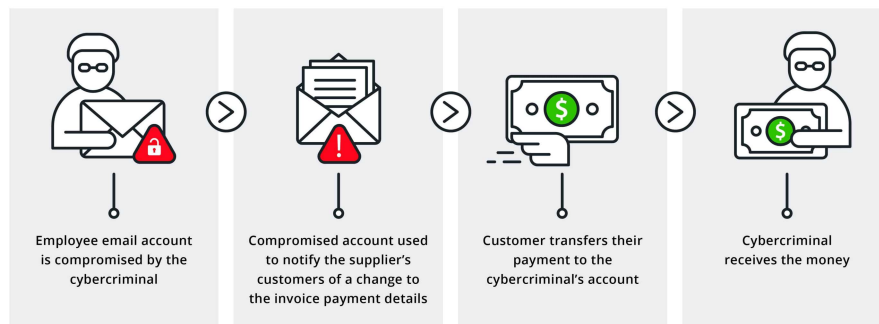 Employee email account
is compromised by the
cybercriminal
Compromised account used
to notify the supplier's
customers of a change to
the invoice payment details
$
Customer transfers their
payment to the
cybercriminal's account
$
Cybercriminal
receives the money